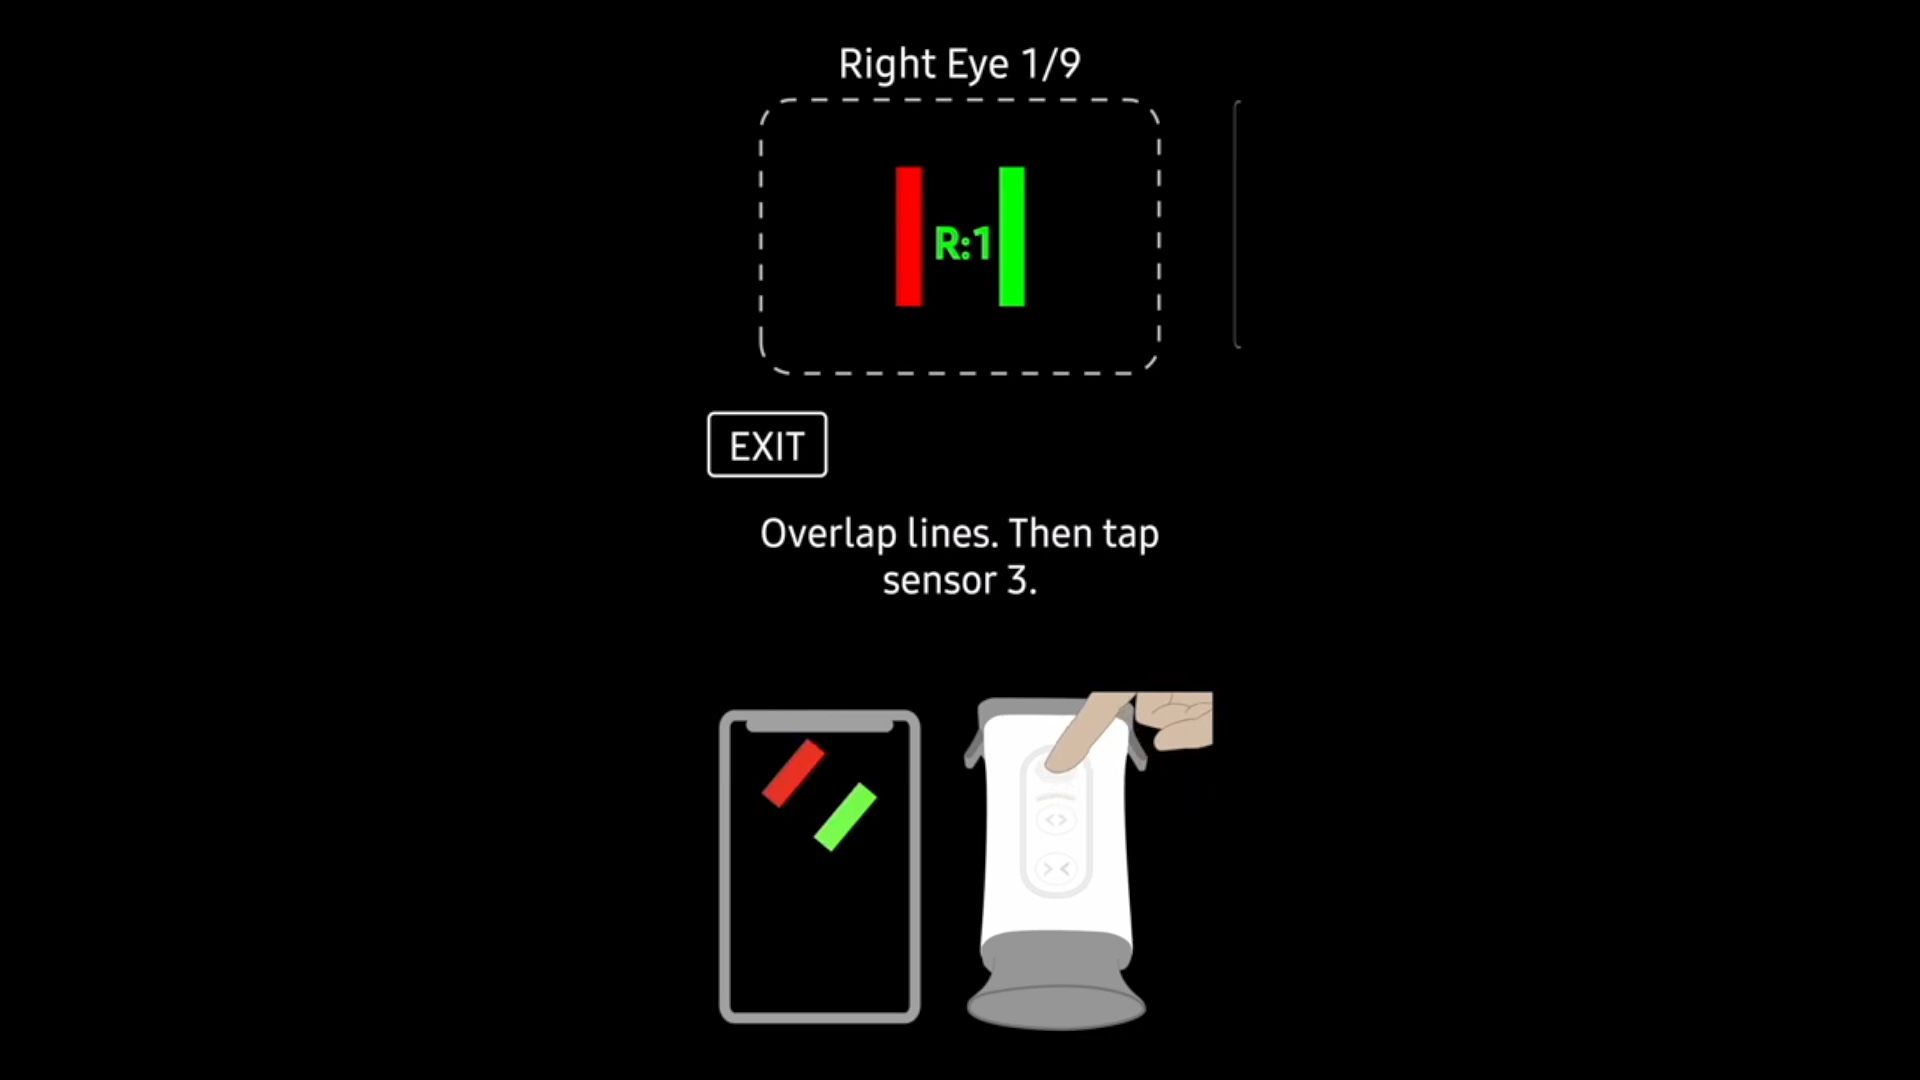 Right Eye 1/9
R:1
EXIT
Overlap lines. Then tap
sensor 3.
<>
><